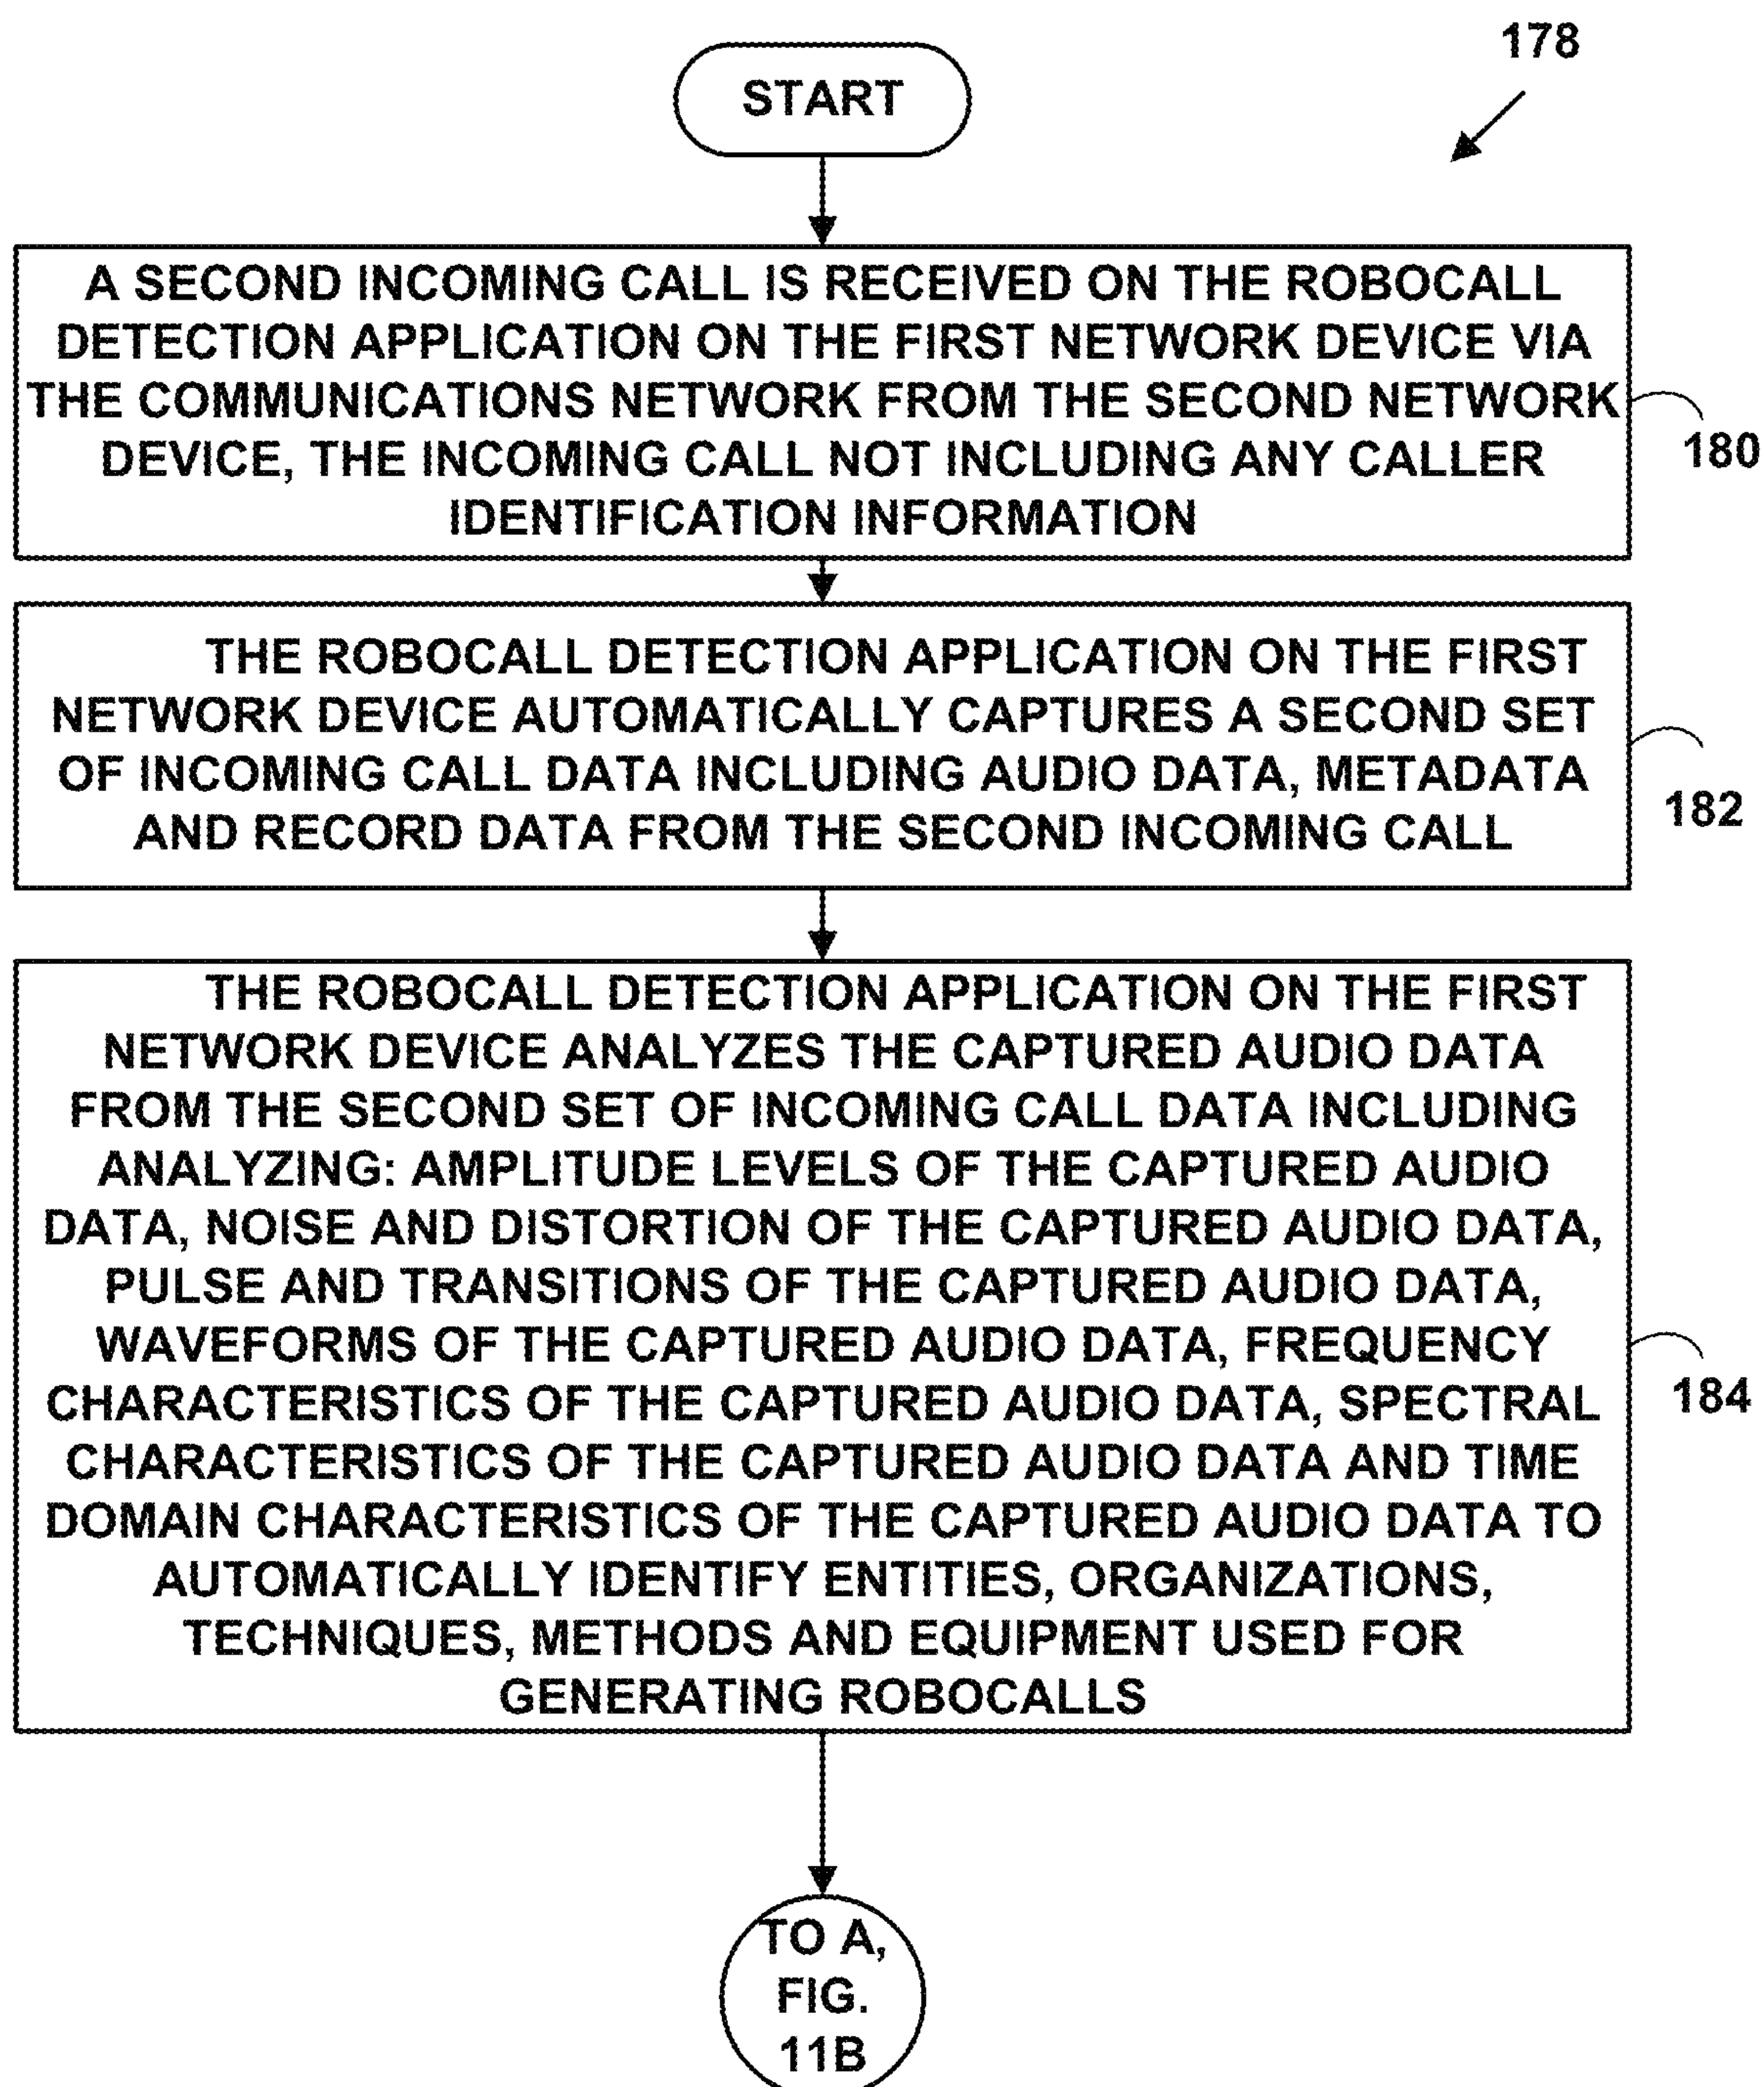 178
START
A SECOND INCOMING CALL IS RECEIVED ON THE ROBOCALL
DETECTION APPLICATION ON THE FIRST NETWORK DEVICE VIA
THE COMMUNICATIONS NETWORK FROM THE SECOND NETWORK
DEVICE, THE INCOMING CALL NOT INCLUDING ANY CALLER
IDENTIFICATION INFORMATION
180
THE ROBOCALL DETECTION APPLICATION ON THE FIRST
NETWORK DEVICE AUTOMATICALLY CAPTURES A SECOND SET
OF INCOMING CALL DATA INCLUDING AUDIO DATA, METADATA
AND RECORD DATA FROM THE SECOND INCOMING CALL
182
THE ROBOCALL DETECTION APPLICATION ON THE FIRST
NETWORK DEVICE ANALYZES THE CAPTURED AUDIO DATA
FROM THE SECOND SET OF INCOMING CALL DATA INCLUDING
ANALYZING: AMPLITUDE LEVELS OF THE CAPTURED AUDIO
DATA, NOISE AND DISTORTION OF THE CAPTURED AUDIO DATA,
PULSE AND TRANSITIONS OF THE CAPTURED AUDIO DATA,
WAVEFORMS OF THE CAPTURED AUDIO DATA, FREQUENCY
CHARACTERISTICS OF THE CAPTURED AUDIO DATA, SPECTRAL
CHARACTERISTICS OF THE CAPTURED AUDIO DATA AND TIME
DOMAIN CHARACTERISTICS OF THE CAPTURED AUDIO DATA TO
AUTOMATICALLY IDENTIFY ENTITIES, ORGANIZATIONS,
TECHNIQUES, METHODS AND EQUIPMENT USED FOR
GENERATING ROBOCALLS
184
TO A,
FIG.
11B